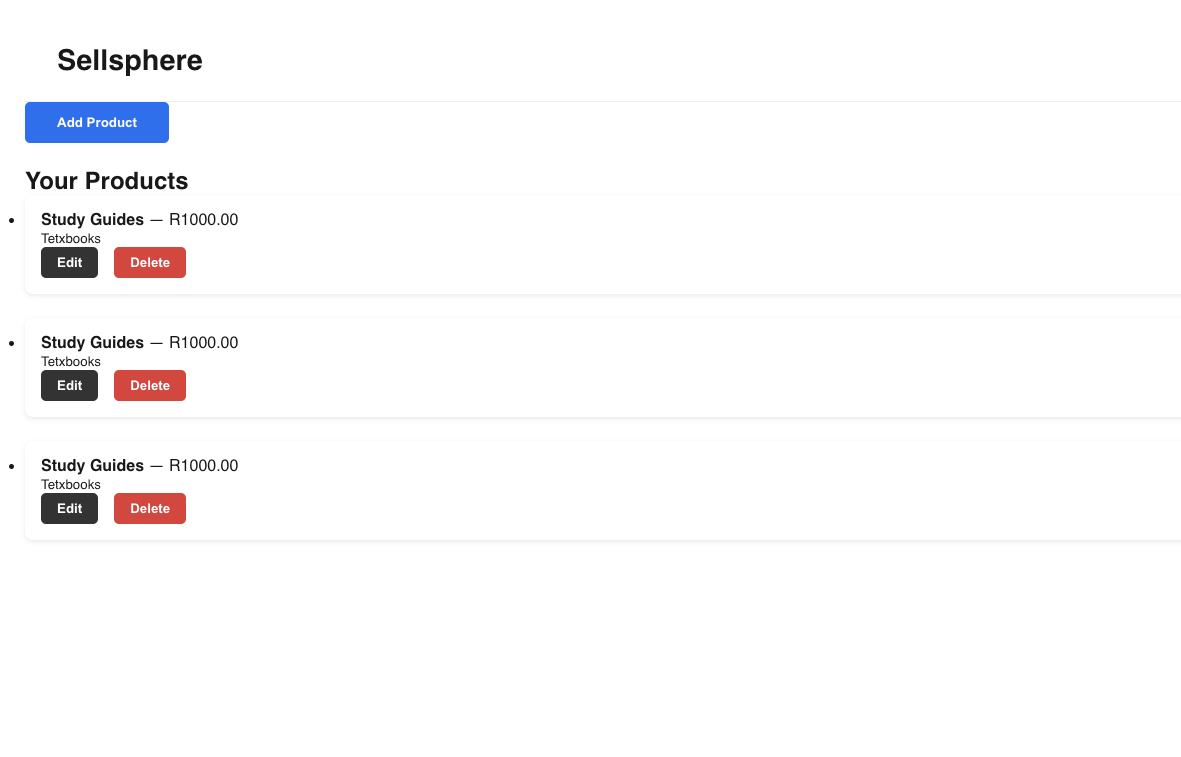 Sellsphere
Add Product
Your Products
Study Guides — R1000.00
Tetxbooks
Edit Delete
Study Guides — R1000.00
Tetxbooks
Edit Delete
Study Guides — R1000.00
Tetxbooks
Edit Delete